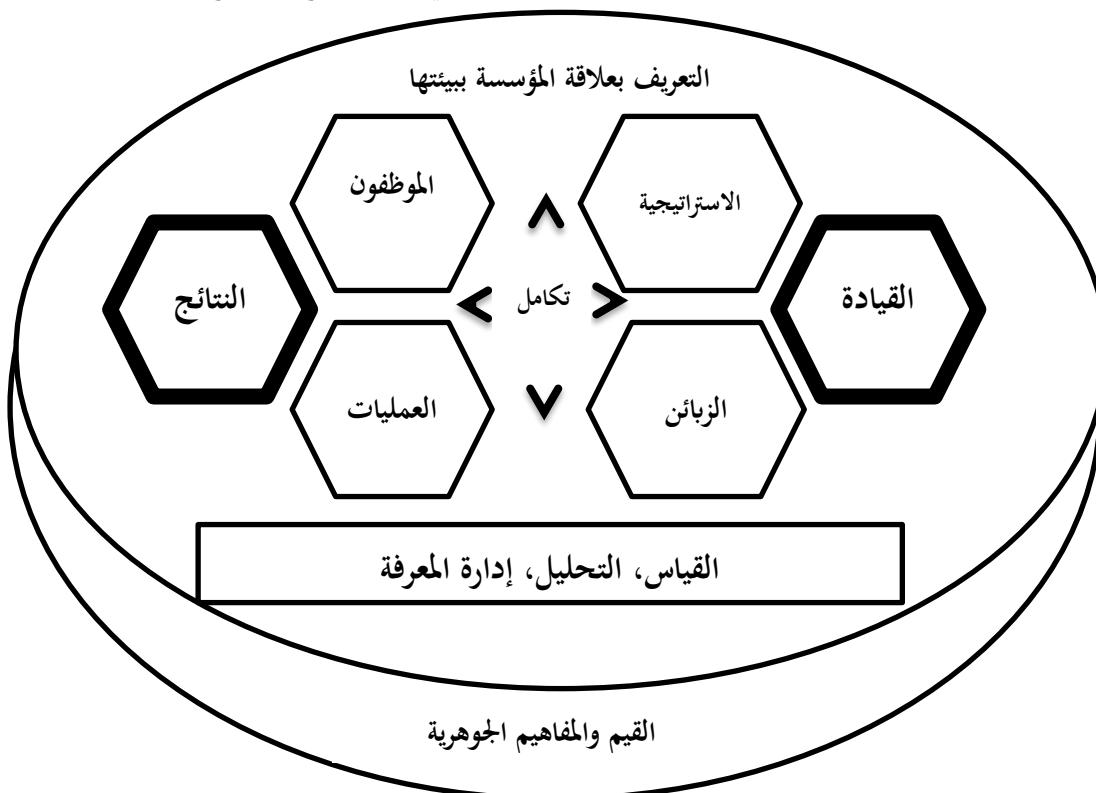 التعريف بعلاقة المؤسسة ببيئتها
الاستراتيجية
الموظفون
القيادة
تكامل
النتائج
الزبائن
العمليات
القياس، التحليل، إدارة المعرفة
القيم والمفاهيم الجوهرية